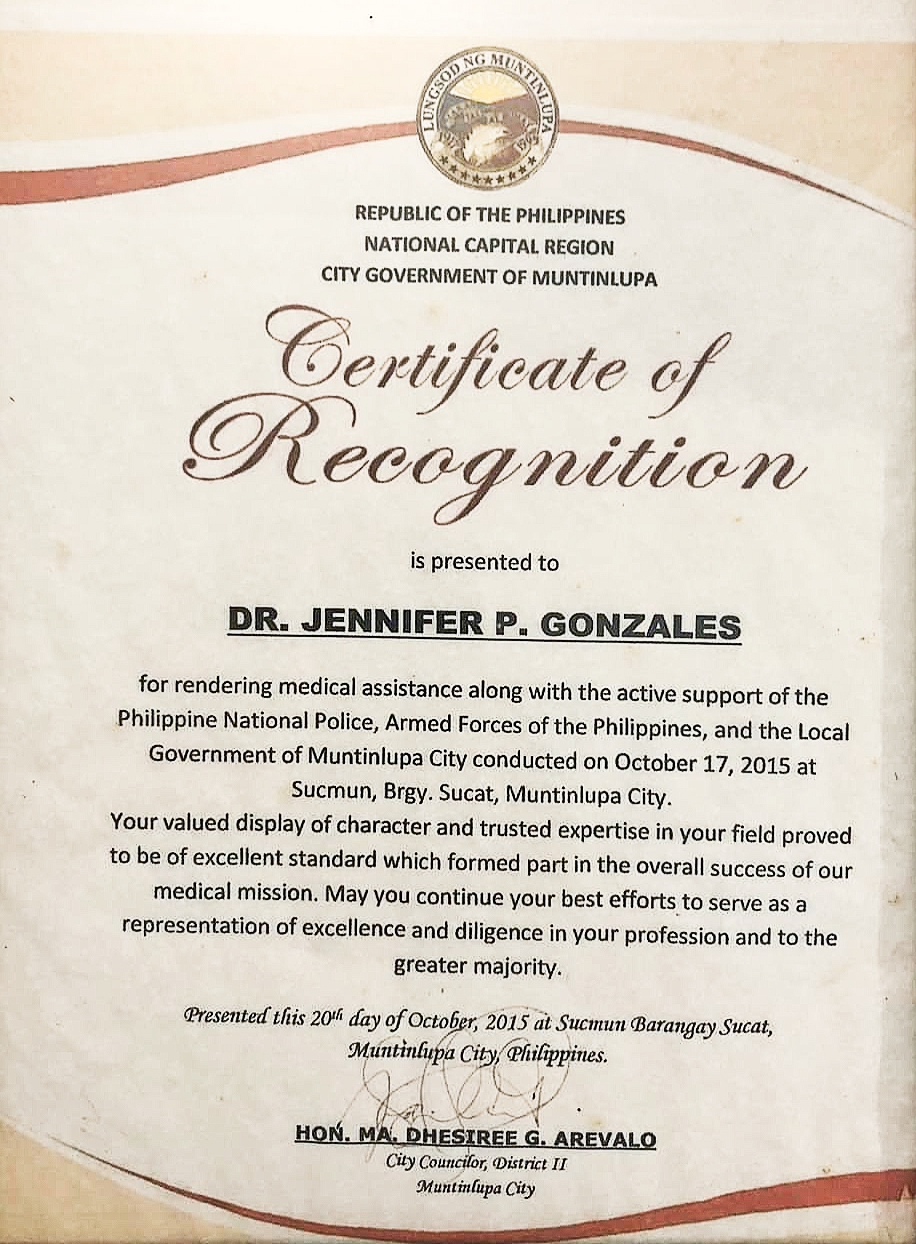 LUNGSOD NG MUNTINLUPA
1917 1995
REPUBLIC OF THE PHILIPPINES
NATIONAL CAPITAL REGION
CITY GOVERNMENT OF MUNTINLUPA
Certificate of
Recognition
is presented to
DR. JENNIFER P. GONZALES
for rendering medical assistance along with the active support of the
Philippine National Police, Armed Forces of the Philippines, and the Local
Government of Muntinlupa City conducted on October 17, 2015 at
Sucmun, Brgy. Sucat, Muntinlupa City.
Your valued display of character and trusted expertise in your field proved
to be of excellent standard which formed part in the overall success of our
medical mission. May you continue your best efforts to serve as a
representation of excellence and diligence in your profession and to the
greater majority.
Presented this 20th day of October, 2015 at Sucmun Barangay Sucat,
Muntinlupa City, Philippines.
HON. MA. DHESIREE G. AREVALO
City Councilor, District II
Muntinlupa City